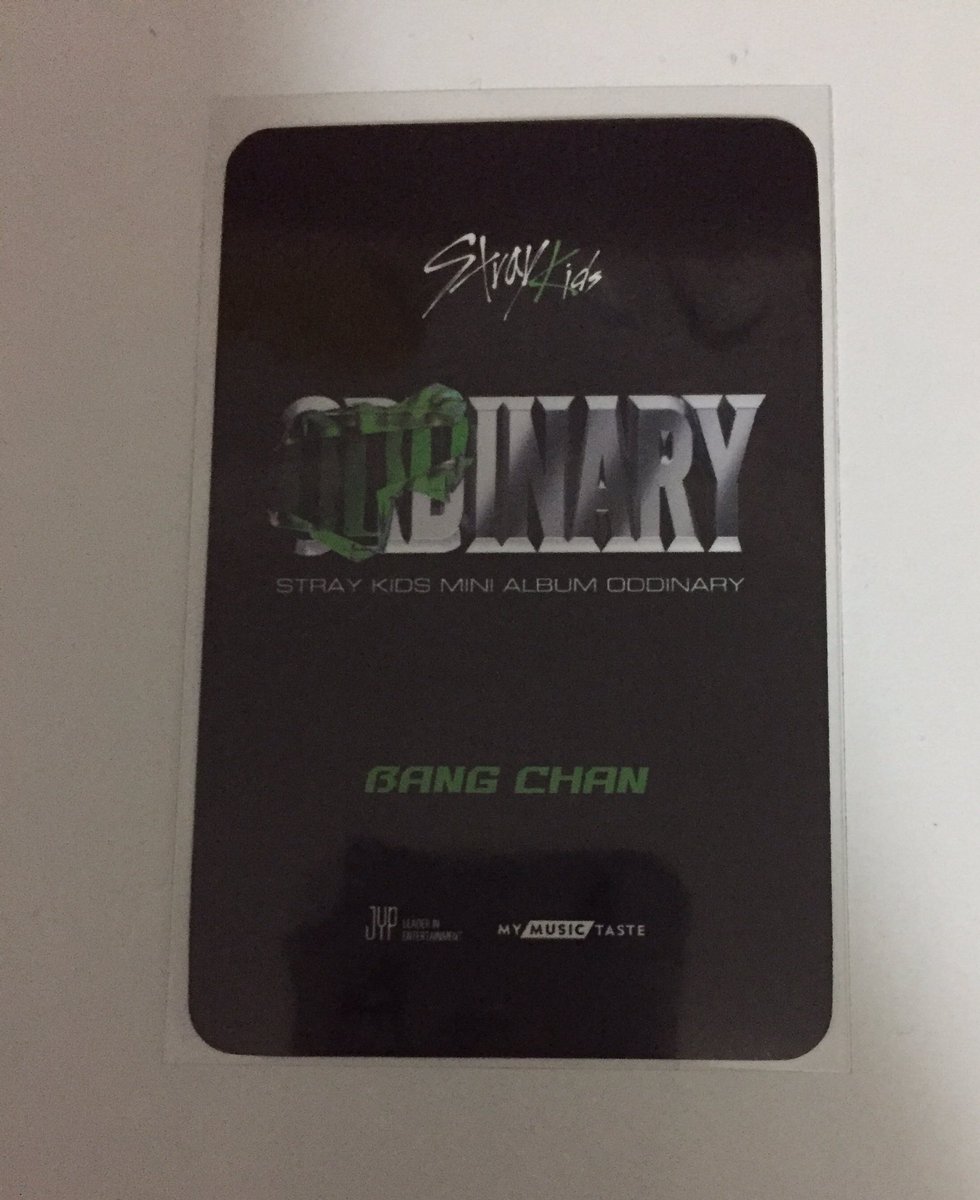 Stray Kids
ODDINARY
STRAY KIDS MINI ALBUM ODDINARY
BANG CHAN
JYP LEADER IN
ENTERTAINMENT
MY MUSIC TASTE